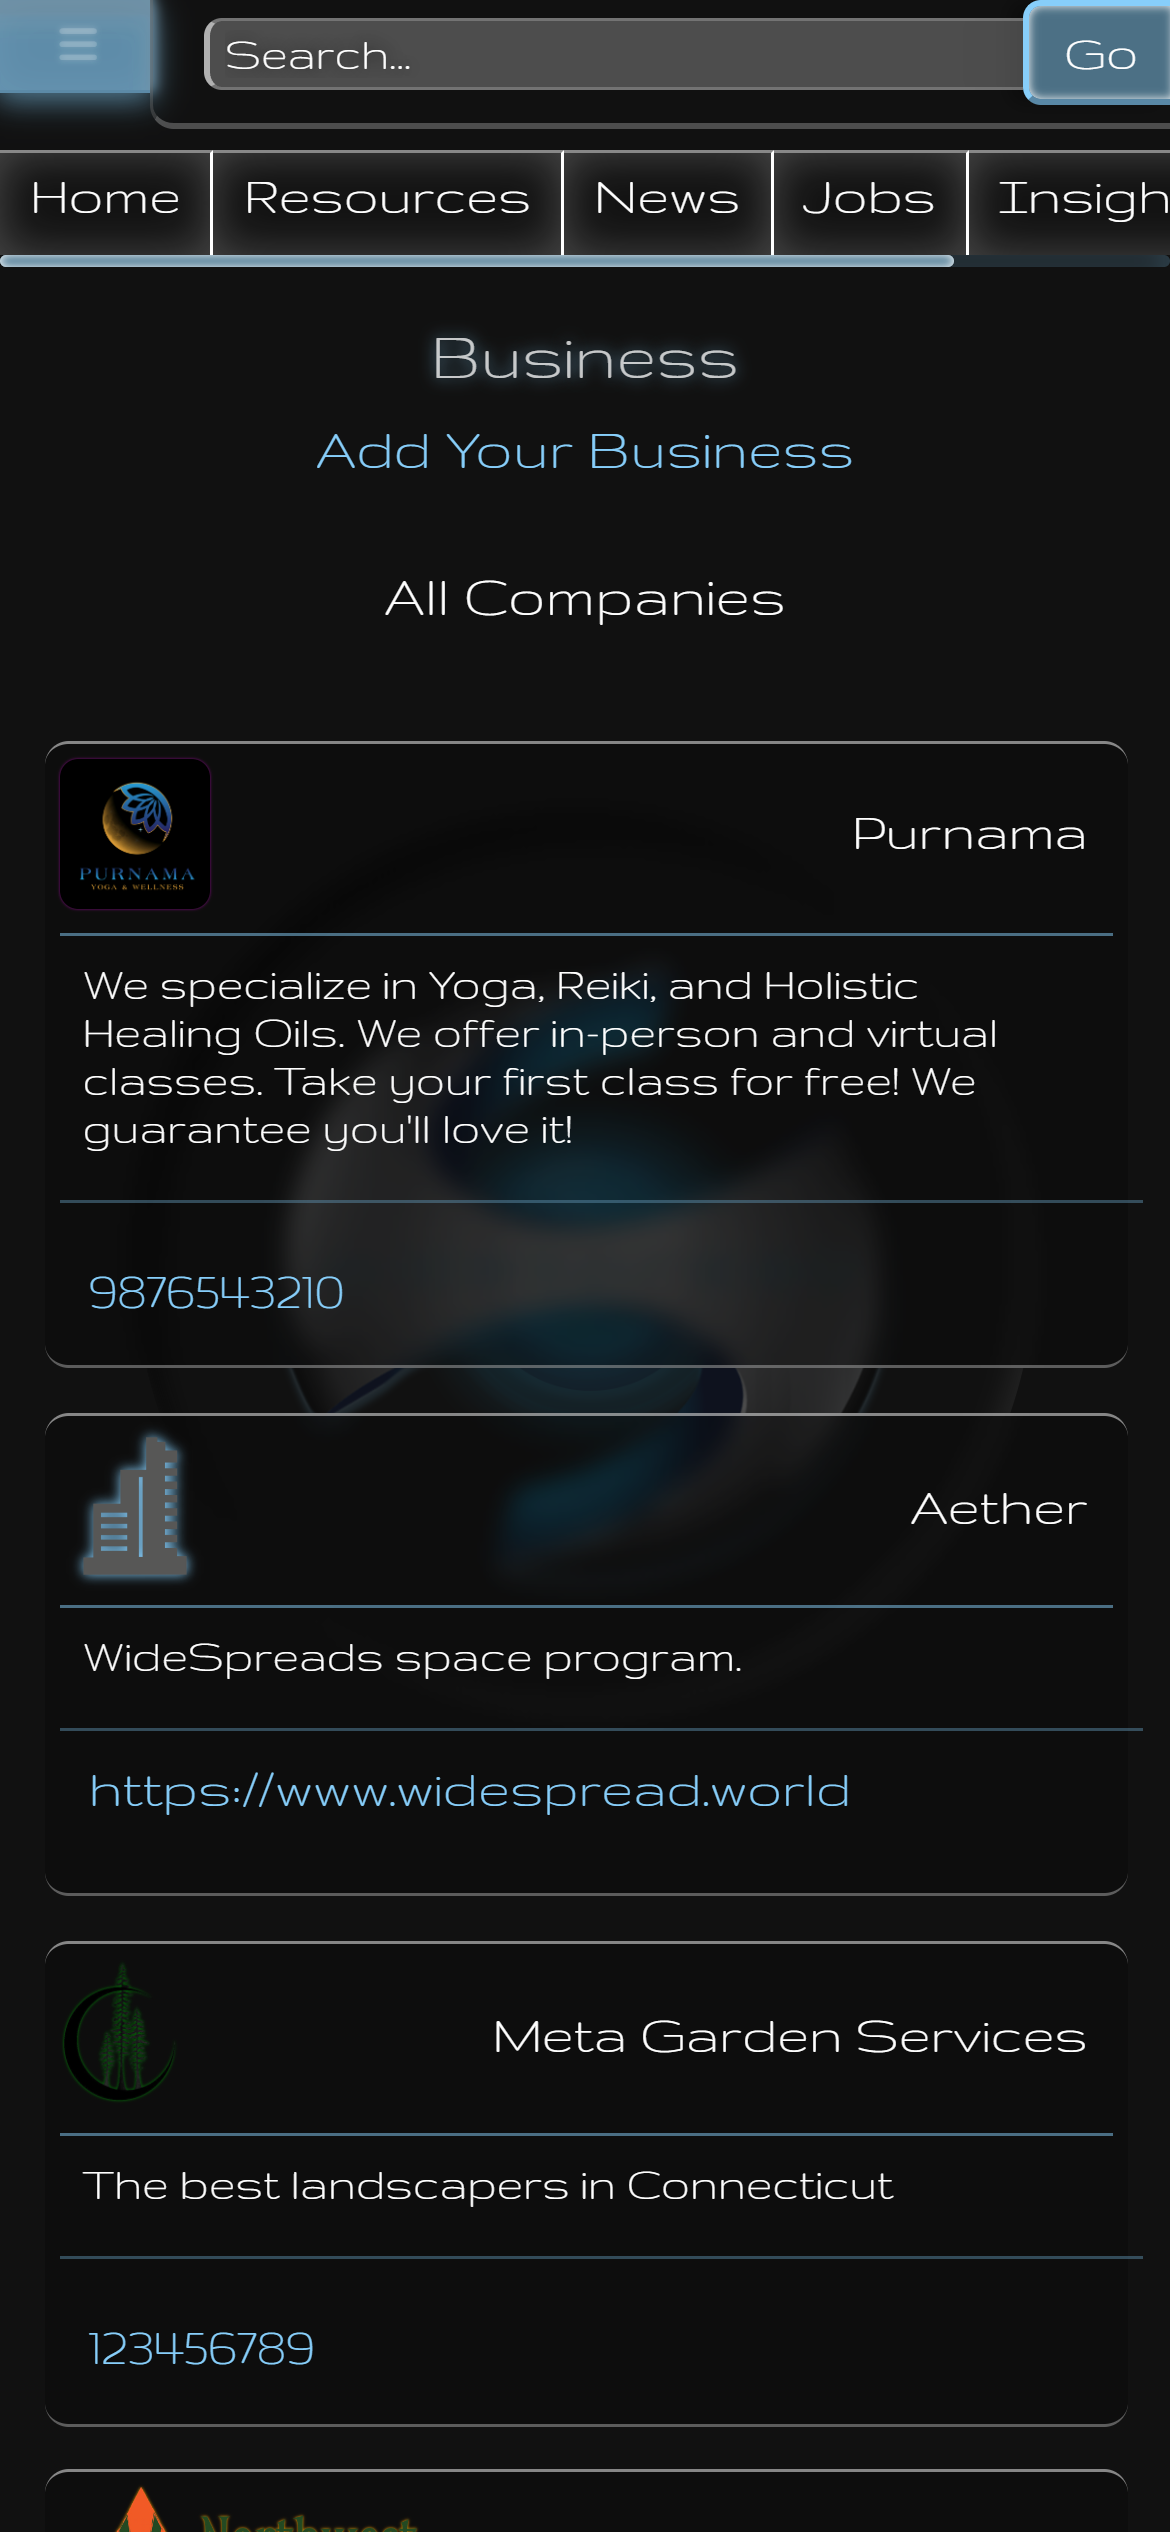 Search...
Go
Home
Resources
News
Jobs
Insigh
Business
Add Your Business
All Companies
PURNAMA
YOGA & WELLNESS
Purnama
We specialize in Yoga, Reiki, and Holistic
Healing Oils. We offer in-person and virtual
classes. Take your first class for free! We
guarantee you'll love it!
9876543210
Aether
WideSpreads space program.
https://www.widespread.world
Meta Garden Services
The best landscapers in Connecticut
123456789
Northwest